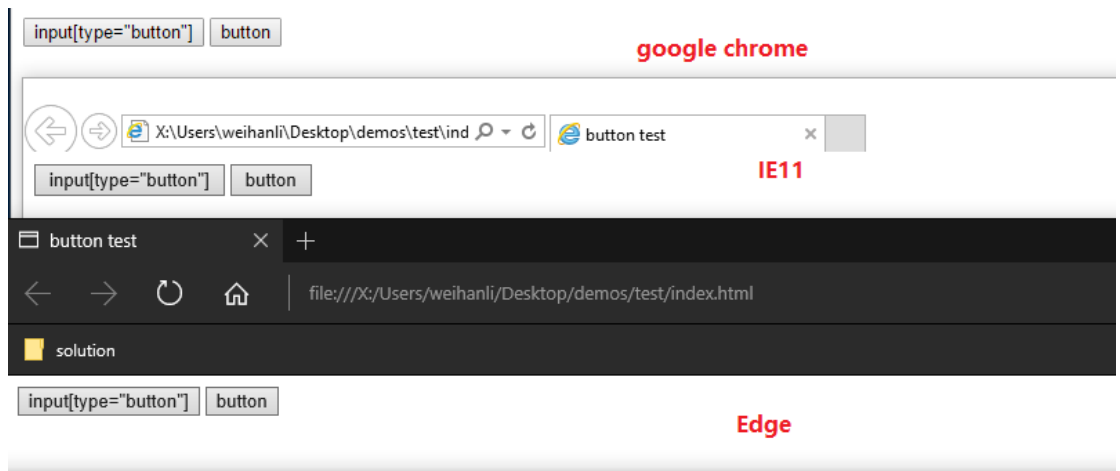 input[type="button"] button
google chrome
X:\Users\weihanli\Desktop\demos\test\ind
button test
input[type="button"] button
IE11
button test
file:///X:/Users/weihanli/Desktop/demos/test/index.html
solution
input[type="button"] button
Edge